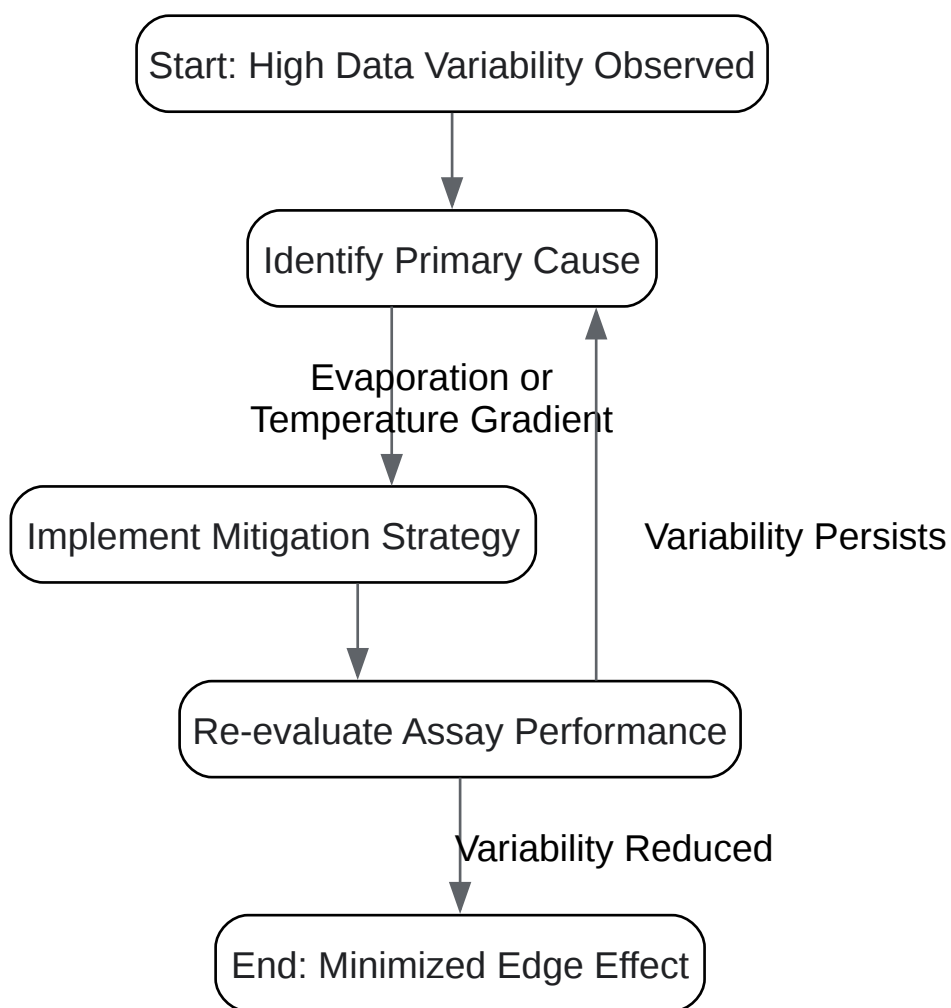 Start: High Data Variability Observed
Identify Primary Cause
Evaporation or
Temperature Gradient
Implement Mitigation Strategy
Variability Persists
Re-evaluate Assay Performance
Variability Reduced
End: Minimized Edge Effect